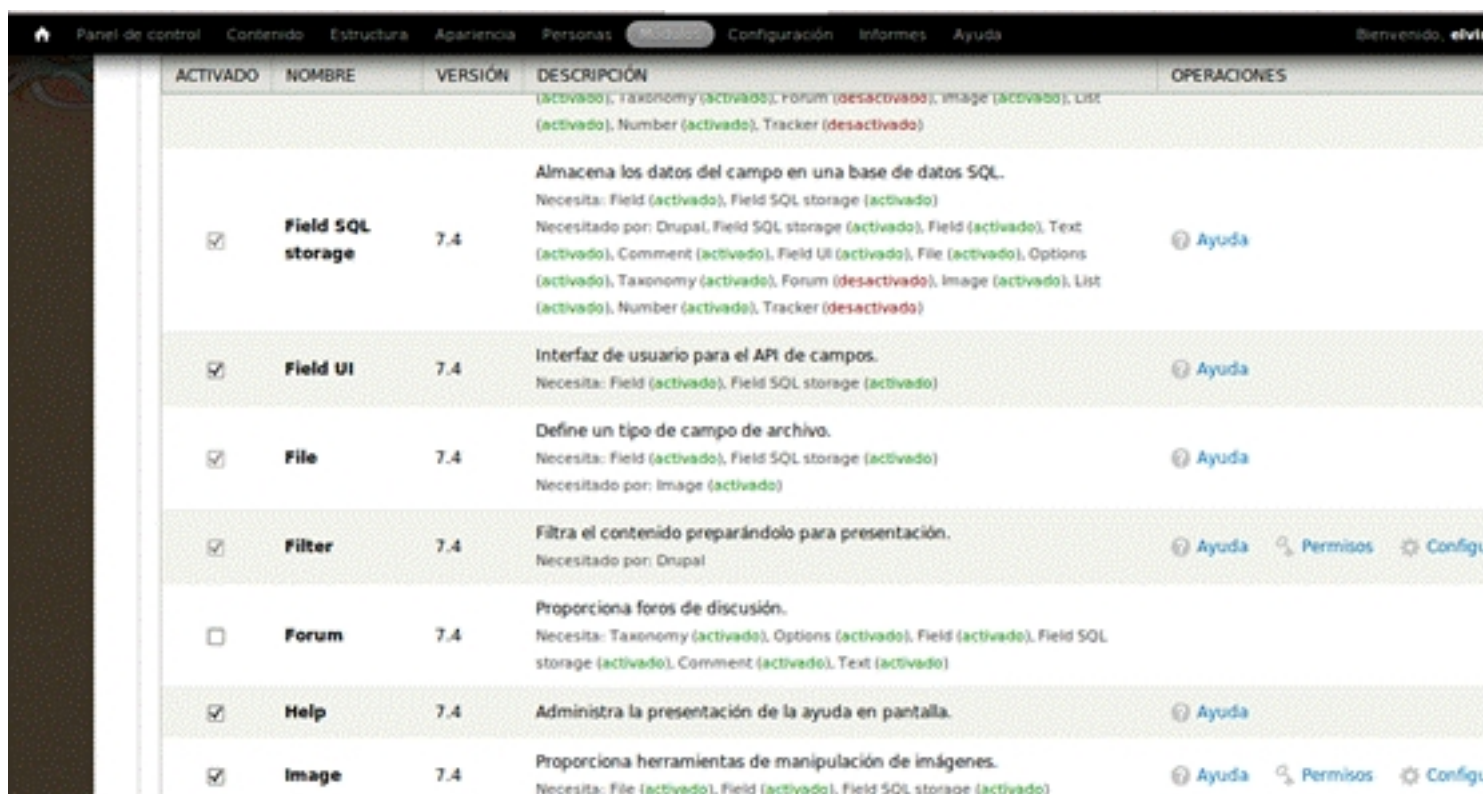 Panel de control Contenido Estructura Apariencia Personas Módulos Configuración Informes Ayuda Bienvenido, elvi
ACTIVADO NOMBRE VERSIÓN DESCRIPCIÓN OPERACIONES
(activado), Taxonomy (activado), Forum (desactivado), Image (activado), List
(activado), Number (activado), Tracker (desactivado)
Almacena los datos del campo en una base de datos SQL.
Necesita: Field (activado), Field SQL storage (activado)
Field SQL
storage
7.4
Necesitado por: Drupal, Field SQL storage (activado), Field (activado), Text
(activado), Comment (activado), Field UI (activado), File (activado), Options
(activado), Taxonomy (activado), Forum (desactivado), Image (activado), List
(activado), Number (activado), Tracker (desactivado)
Ayuda
Field UI 7.4 Interfaz de usuario para el API de campos.
Necesita: Field (activado), Field SQL storage (activado)
Ayuda
File 7.4 Define un tipo de campo de archivo.
Necesita: Field (activado), Field SQL storage (activado)
Necesitado por: Image (activado)
Ayuda
Filter 7.4 Filtra el contenido preparándolo para presentación.
Necesitado por: Drupal
Ayuda Permisos Configu
Forum 7.4 Proporciona foros de discusión.
Necesita: Taxonomy (activado), Options (activado), Field (activado), Field SQL
storage (activado), Comment (activado), Text (activado)
Help 7.4 Administra la presentación de la ayuda en pantalla. Ayuda
Image 7.4 Proporciona herramientas de manipulación de imágenes.
Necesita: File (activado), Field (activado), Field SQL storage (activado)
Ayuda Permisos Configu